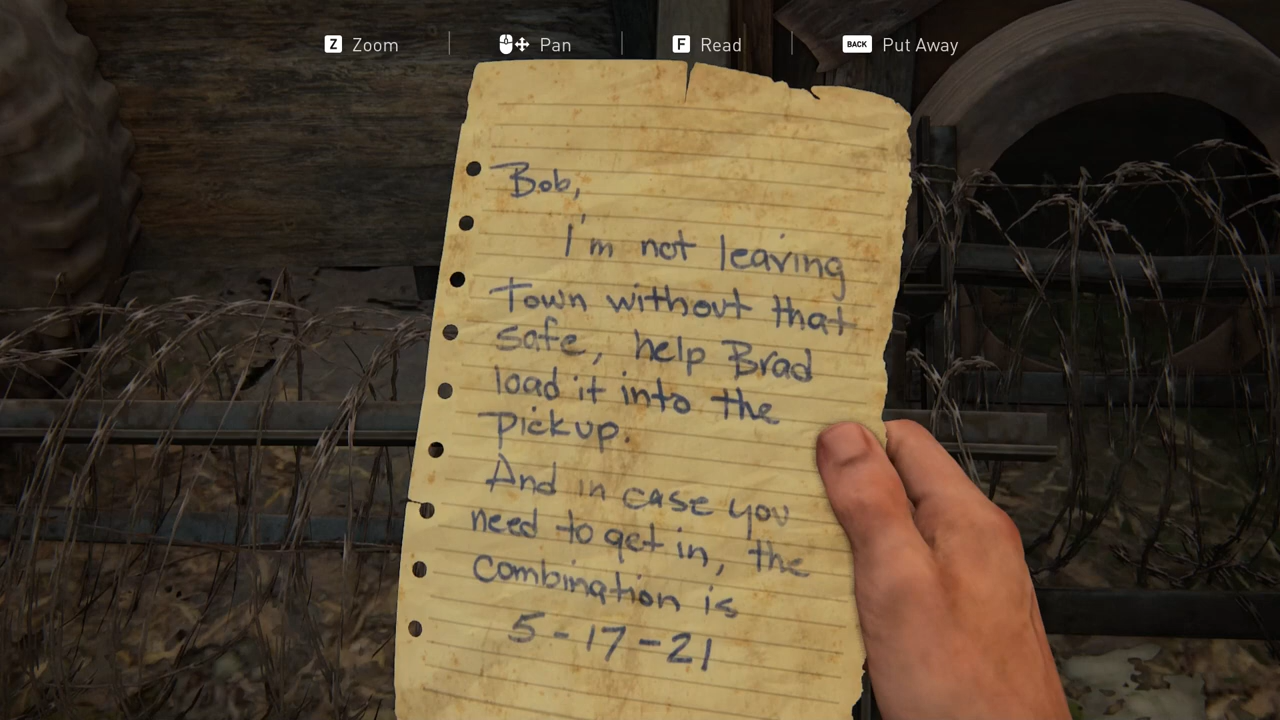 Z Zoom F Read BACK Put Away
Pan
Bob,
I'm not leaving
Town without that
safe, help Brad
load it into the
Pickup.
And in case you
need to get in, the
Combination is
5-17-21